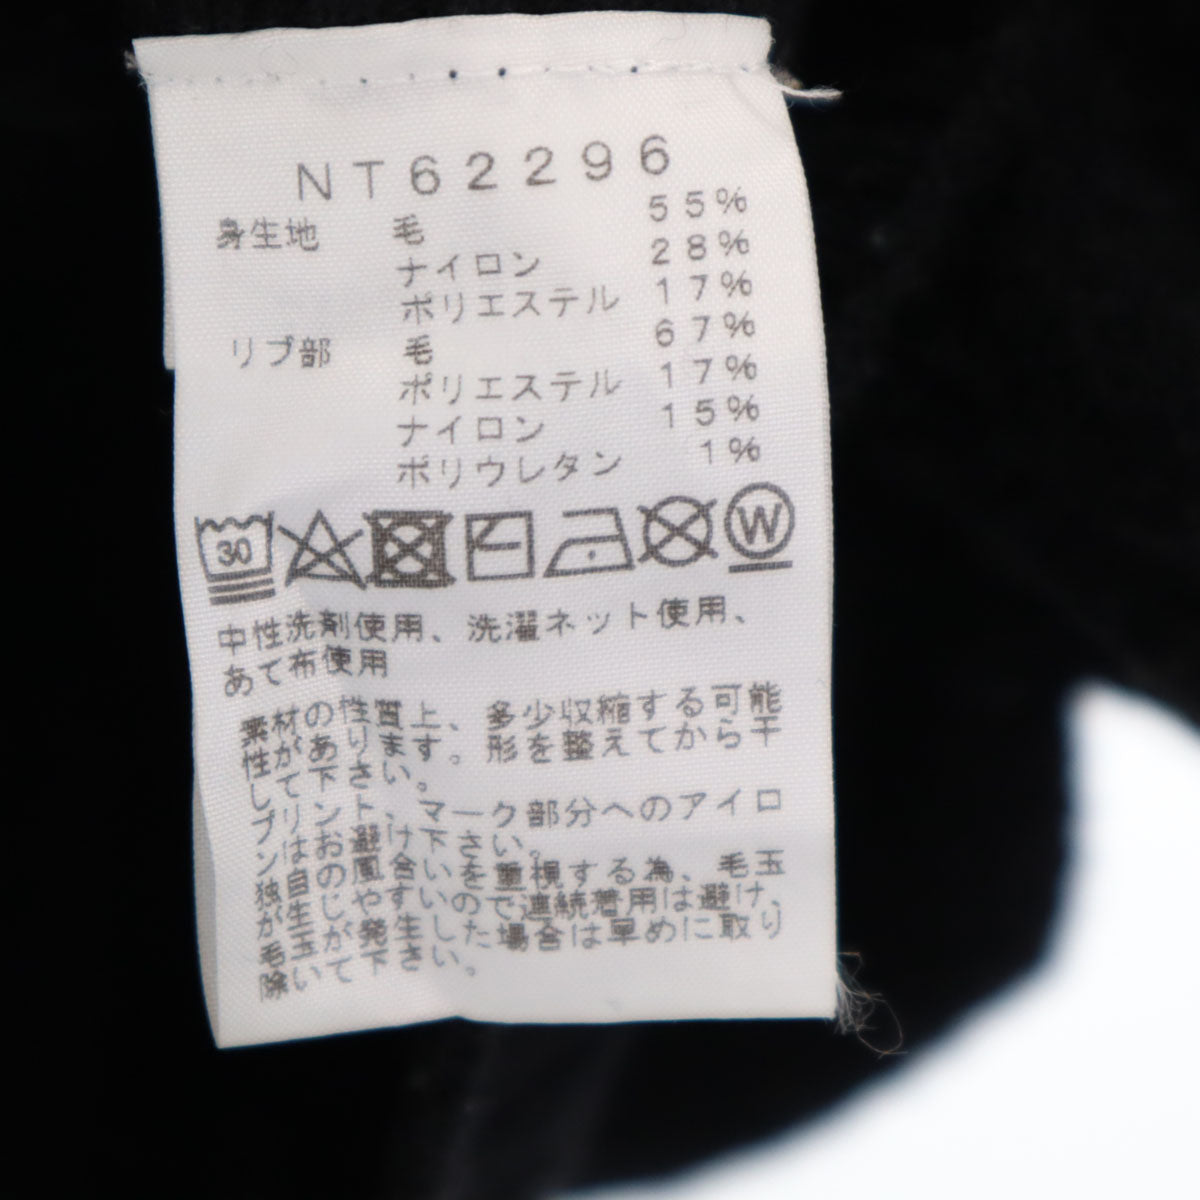 NT62296
身生地 毛 55%
ナイロン 28%
ポリエステル 17%
リブ部 毛 67%
ポリエステル 17%
ナイロン 15%
ポリウレタン 1%
30 W
中性洗剤使用、洗濯ネット使用、
あて布使用
素材の性質上、多少収縮する可能
性があります。形を整えてから干
して下さい。
プリント、マーク部分へのアイロ
ンはお避け下さい。
独自の風合いを重視する為、毛玉
が生じやすいので連続着用は避け、
毛玉が発生した場合は早めに取り
除いて下さい。